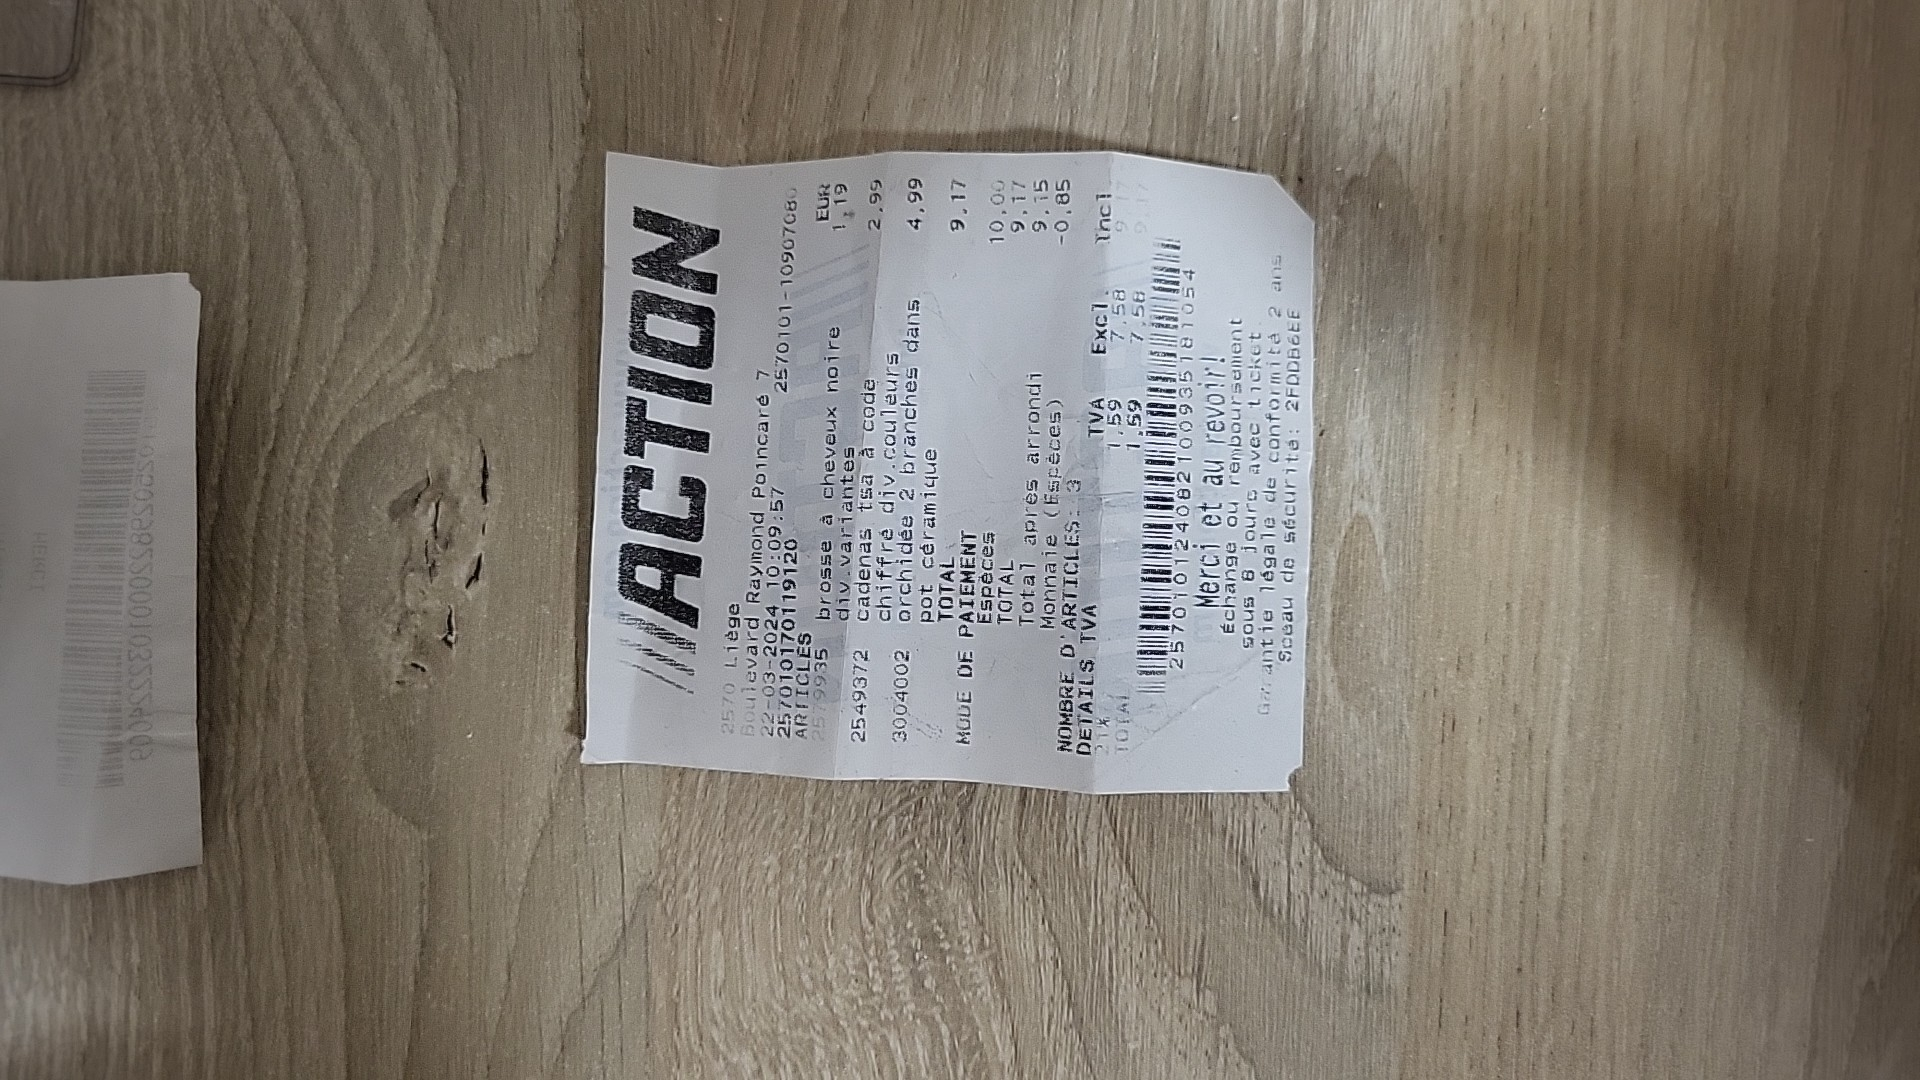 ACTION
2570 Liège
Boulevard Raymond Poincaré 7
22-03-2024 10:09:57 2570101-10907080
257010170119120
ARTICLES EUR
2579935 brosse à cheveux noire 1,19
div.variantes
2549372 cadenas tsa à code 2,99
chiffré div.couleurs
3004002 orchidée 2 branches dans 4,99
pot céramique
TOTAL 9,17
MODE DE PAIEMENT
Espèces 10,00
TOTAL 9,17
Total après arrondi 9,15
Monnaie (Espèces) -0,85
NOMBRE D'ARTICLES: 3
DETAILS TVA TVA Excl. Incl.
21% 1,59 7,58 9,17
TOTAL 1,59 7,58 9,17
25701012408210093518 1054
Merci et au revoir!
Échange ou remboursement
sous 8 jours avec ticket
Garantie légale de conformité 2 ans
Sceau de sécurité: 2FDDB6EE
MERCI